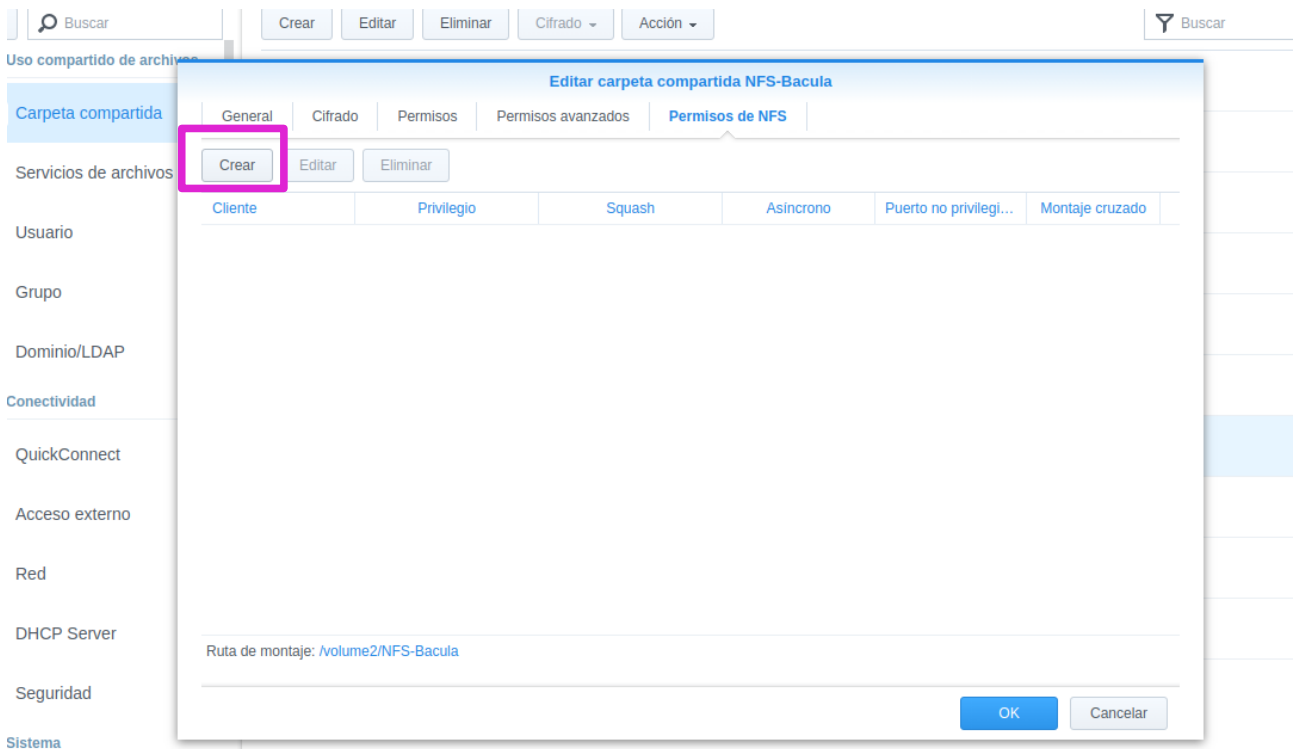 Buscar
Crear Editar Eliminar Cifrado Acción
Buscar
Uso compartido de archivos
Carpeta compartida
Servicios de archivos
Usuario
Grupo
Dominio/LDAP
Conectividad
QuickConnect
Acceso externo
Red
DHCP Server
Seguridad
Sistema
Editar carpeta compartida NFS-Bacula
General Cifrado Permisos Permisos avanzados Permisos de NFS
Crear Editar Eliminar
Cliente Privilegio Squash Asíncrono Puerto no privilegi... Montaje cruzado
Ruta de montaje: /volume2/NFS-Bacula
OK Cancelar